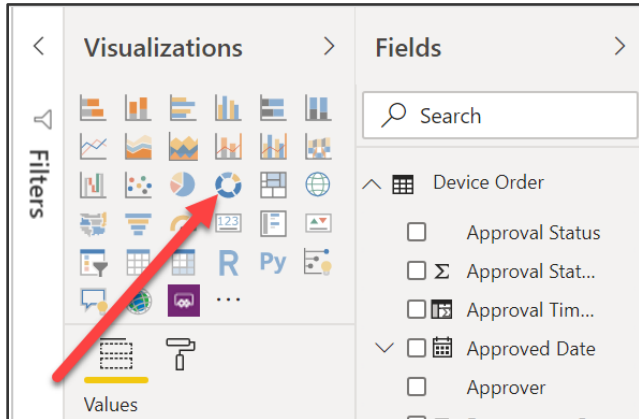 Visualizations
Fields
Filters
Search
Device Order
Approval Status
Σ Approval Stat...
Approval Tim...
Approved Date
Approver
123
R
Py
...
Values